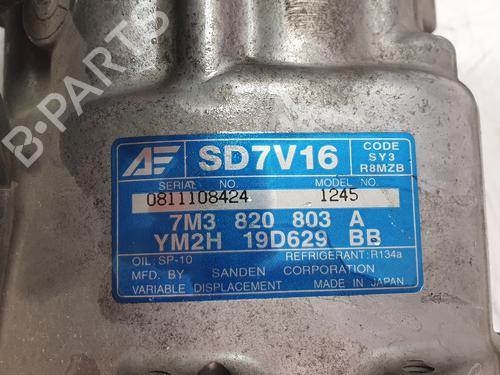 B-PARTS
AE SD7V16
CODE
SY3
R8MZB
SERIAL NO. MODEL NO.
0811108424 1245
7M3 820 803 A
YM2H 19D629 BB
OIL:SP-10 REFRIGERANT:R134a
MFD. BY SANDEN CORPORATION
VARIABLE DISPLACEMENT MADE IN JAPAN